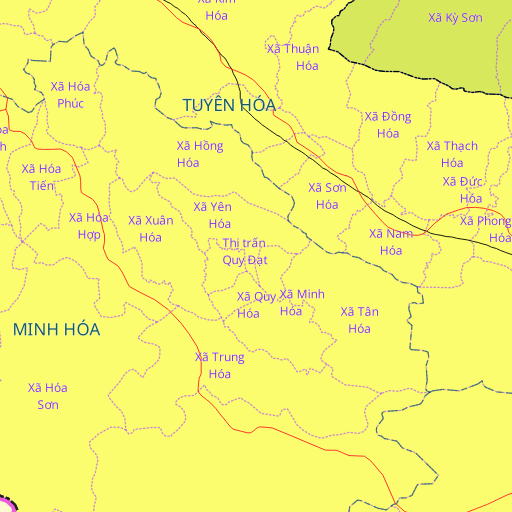 Xã Kim
Hóa
Xã Kỳ Sơn
Xã Thuận
Hóa
Xã Hóa
Phúc
TUYÊN HÓA
Xã Đồng
Hóa
Xã Hồng
Hóa
Xã Thạch
Hóa
Xã Hóa
Tiến
Xã Đức
Hóa
Xã Sơn
Hóa
Xã Hóa
Hợp
Xã Xuân
Hóa
Xã Yên
Hóa
Xã Phong
Hóa
Xã Nam
Hóa
Thị trấn
Quy Đạt
Xã Quy
Hóa
Xã Minh
Hóa
Xã Tân
Hóa
MINH HÓA
Xã Trung
Hóa
Xã Hóa
Sơn